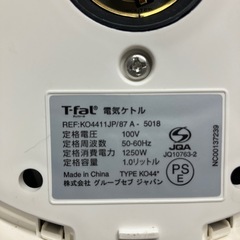 T-fal 電気ケトル
REF:KO4411JP/87 A - 5018
定格電圧: 100V
定格周波数: 50-60Hz
定格消費電力: 1250W
定格容量: 1.0リットル
Made in China TYPE KO44*
株式会社 グループセブ ジャパン
JQA
JQ10763-2
PS
E
NC00137239